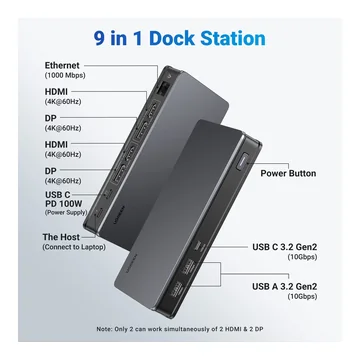 9 in 1 Dock Station
Ethernet
(1000 Mbps)
HDMI
(4K@60Hz)
DP
(4K@60Hz)
HDMI
(4K@60Hz)
DP
(4K@60Hz)
USB C
PD 100W
(Power Supply)
The Host
(Connect to Laptop)
UGREEN
Power Button
USB C 3.2 Gen2
(10Gbps)
USB A 3.2 Gen2
(10Gbps)
Note: Only 2 can work simultaneously of 2 HDMI & 2 DP